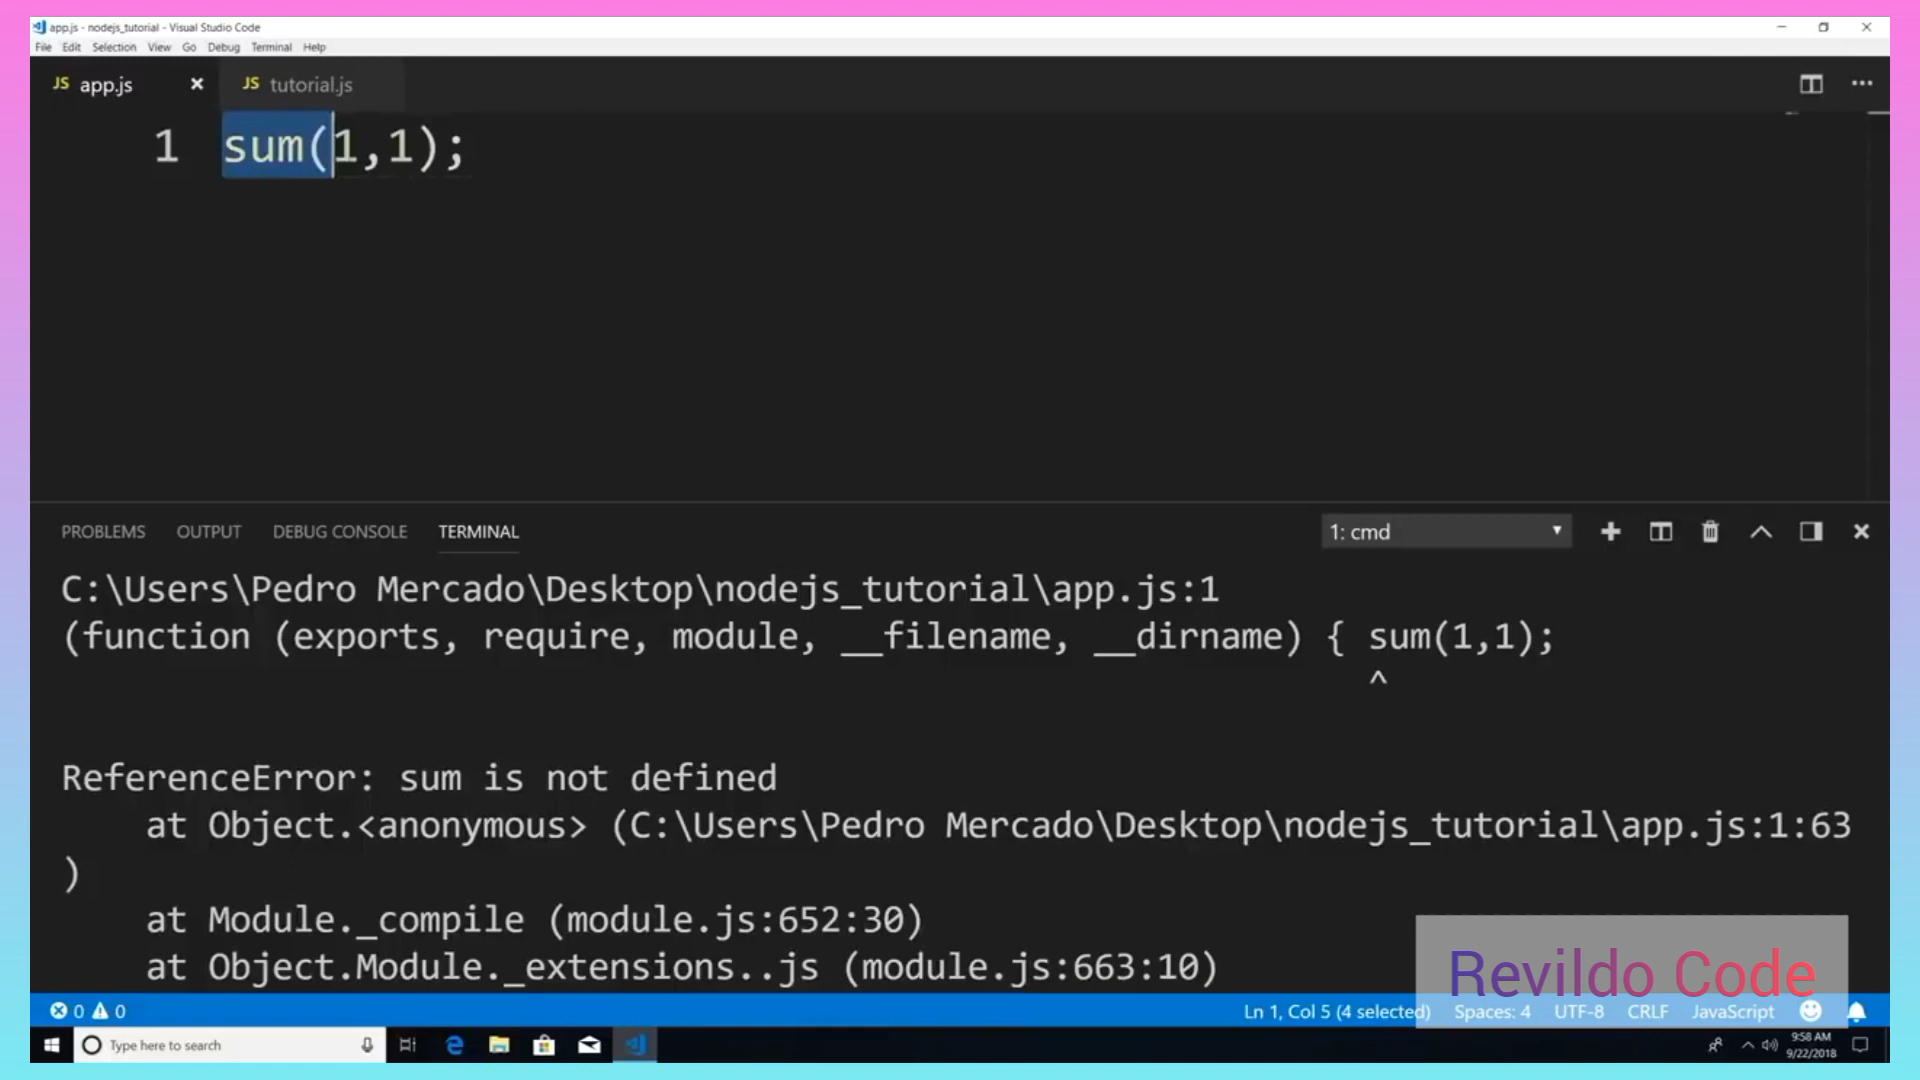 app.js - nodejs_tutorial - Visual Studio Code
File Edit Selection View Go Debug Terminal Help
JS app.js JS tutorial.js
1 sum(1,1);
PROBLEMS OUTPUT DEBUG CONSOLE TERMINAL 1: cmd
C:\Users\Pedro Mercado\Desktop\nodejs_tutorial\app.js:1
(function (exports, require, module, __filename, __dirname) { sum(1,1);
^
ReferenceError: sum is not defined
at Object.<anonymous> (C:\Users\Pedro Mercado\Desktop\nodejs_tutorial\app.js:1:63
)
at Module._compile (module.js:652:30)
at Object.Module._extensions..js (module.js:663:10)
Revildo Code
0 0 Ln 1, Col 5 (4 selected) Spaces: 4 UTF-8 CRLF JavaScript
Type here to search 9:58 AM
9/22/2018